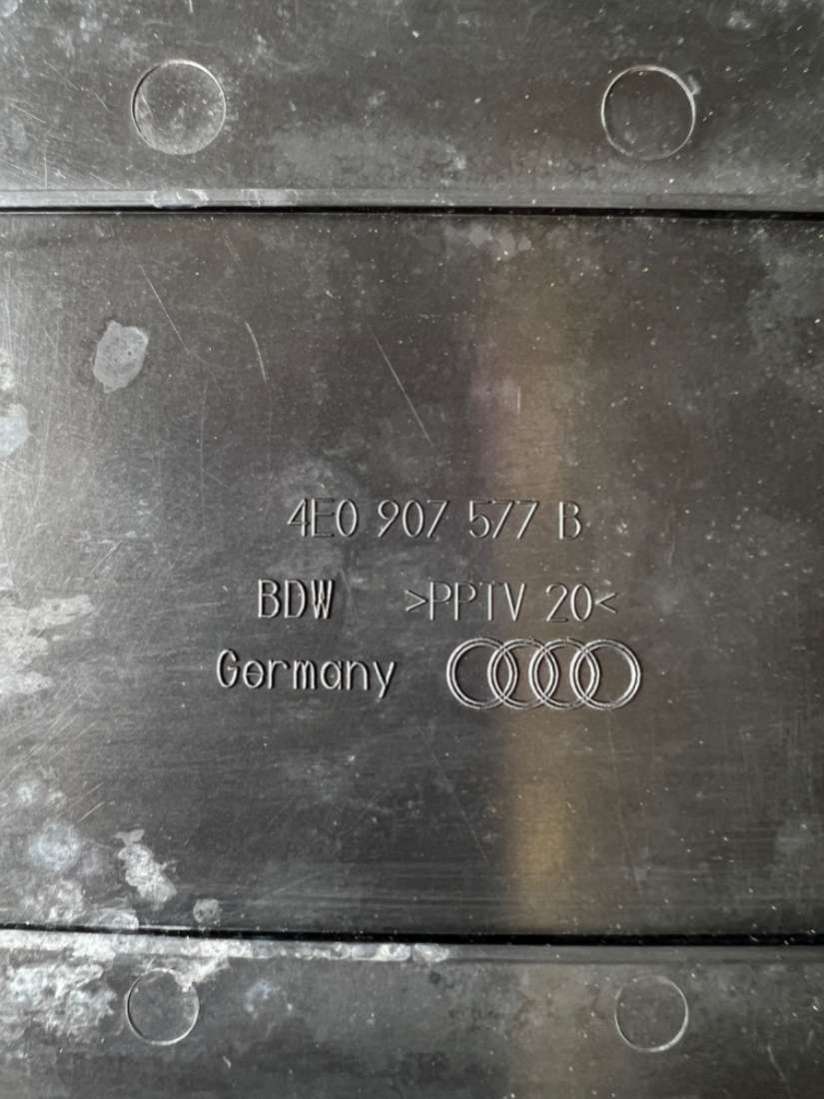 4E0 907 577 B
BDW >PPTV 20<
Germany